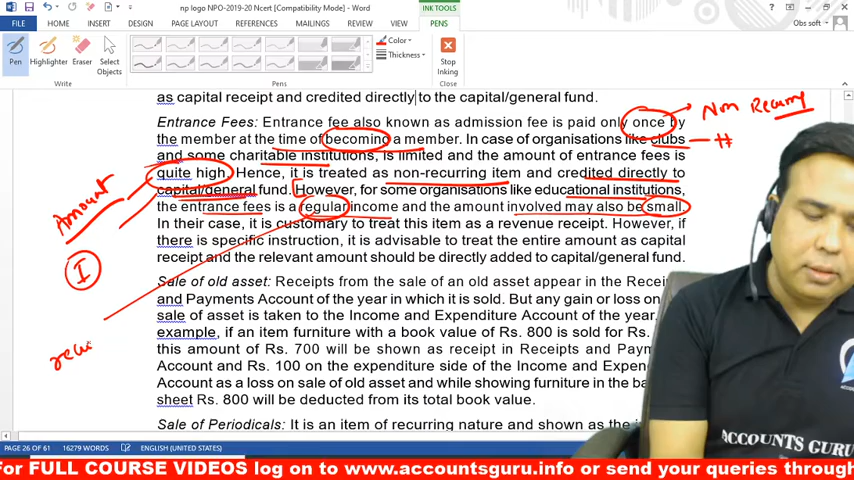 np logo NPO-2019-20 Ncert [Compatibility Mode] - Word
INK TOOLS
FILE HOME INSERT DESIGN PAGE LAYOUT REFERENCES MAILINGS REVIEW VIEW PENS
Obs soft
Pen Highlighter Eraser Select Objects
Color
Thickness
Stop Inking
Write Pens Close
as capital receipt and credited directly to the capital/general fund.
Non Recurring
Entrance Fees: Entrance fee also known as admission fee is paid only once by
the member at the time of becoming a member. In case of organisations like clubs
and some charitable institutions, is limited and the amount of entrance fees is
quite high. Hence, it is treated as non-recurring item and credited directly to
capital/general fund. However, for some organisations like educational institutions,
the entrance fees is a regular income and the amount involved may also be small.
Amount
In their case, it is customary to treat this item as a revenue receipt. However, if
there is specific instruction, it is advisable to treat the entire amount as capital
receipt and the relevant amount should be directly added to capital/general fund.
I
Sale of old asset: Receipts from the sale of an old asset appear in the Receip
and Payments Account of the year in which it is sold. But any gain or loss on
sale of asset is taken to the Income and Expenditure Account of the year.
example, if an item furniture with a book value of Rs. 800 is sold for Rs.
this amount of Rs. 700 will be shown as receipt in Receipts and Paym
Account and Rs. 100 on the expenditure side of the Income and Expen
Account as a loss on sale of old asset and while showing furniture in the ba
sheet Rs. 800 will be deducted from its total book value.
Sale of Periodicals: It is an item of recurring nature and shown as the i
PAGE 26 OF 61 16279 WORDS ENGLISH (UNITED STATES)
ACCOUNTS GURU
For FULL COURSE VIDEOS log on to www.accountsguru.in or send your queries through